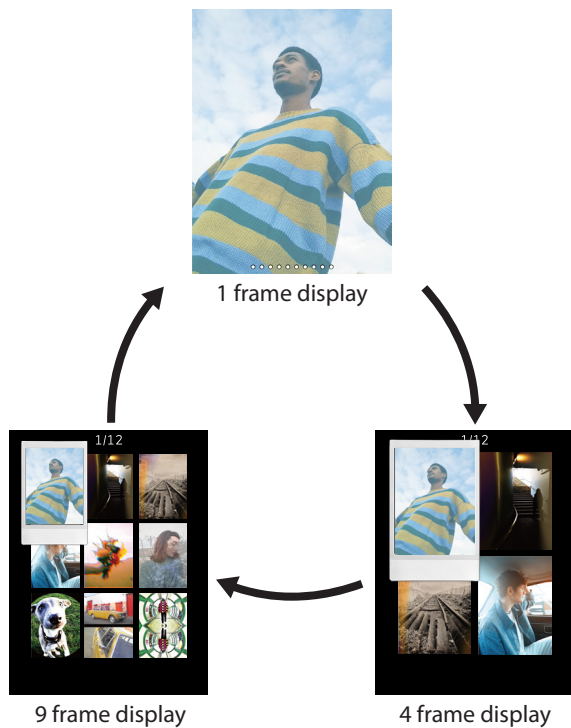 1 frame display
1/12
1/12
9 frame display
4 frame display